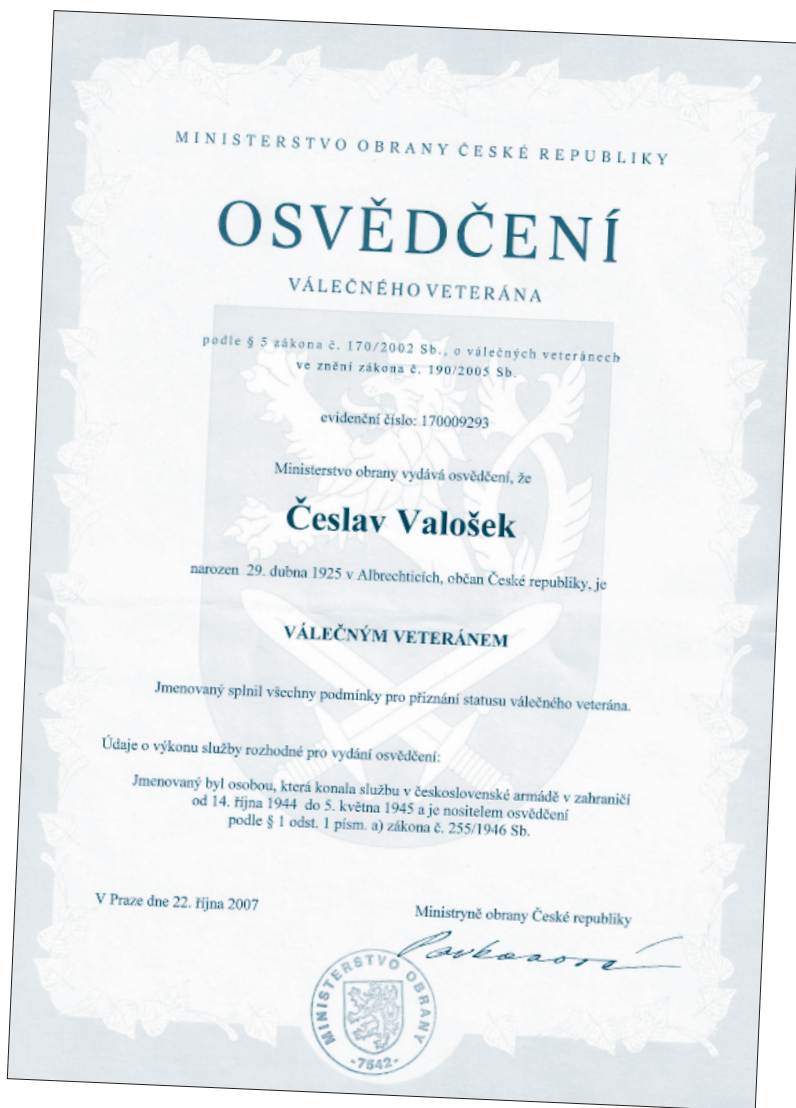 MINISTERSTVO OBRANY ČESKÉ REPUBLIKY
OSVĚDČENÍ
VÁLEČNÉHO VETERÁNA
podle § 5 zákona č. 170/2002 Sb., o válečných veteránech
ve znění zákona č. 190/2005 Sb.
evidenční číslo: 170009293
Ministerstvo obrany vydává osvědčení, že
Česlav Valošek
narozen 29. dubna 1925 v Albrechticích, občan České republiky, je
VÁLEČNÝM VETERÁNEM
Jmenovaný splnil všechny podmínky pro přiznání statusu válečného veterána.
Údaje o výkonu služby rozhodné pro vydání osvědčení:
Jmenovaný byl osobou, která konala službu v československé armádě v zahraničí
od 14. října 1944 do 5. května 1945 a je nositelem osvědčení
podle § 1 odst. 1 písm. a) zákona č. 255/1946 Sb.
V Praze dne 22. října 2007
Ministryně obrany České republiky
MINISTERSTVO OBRANY
-7542-